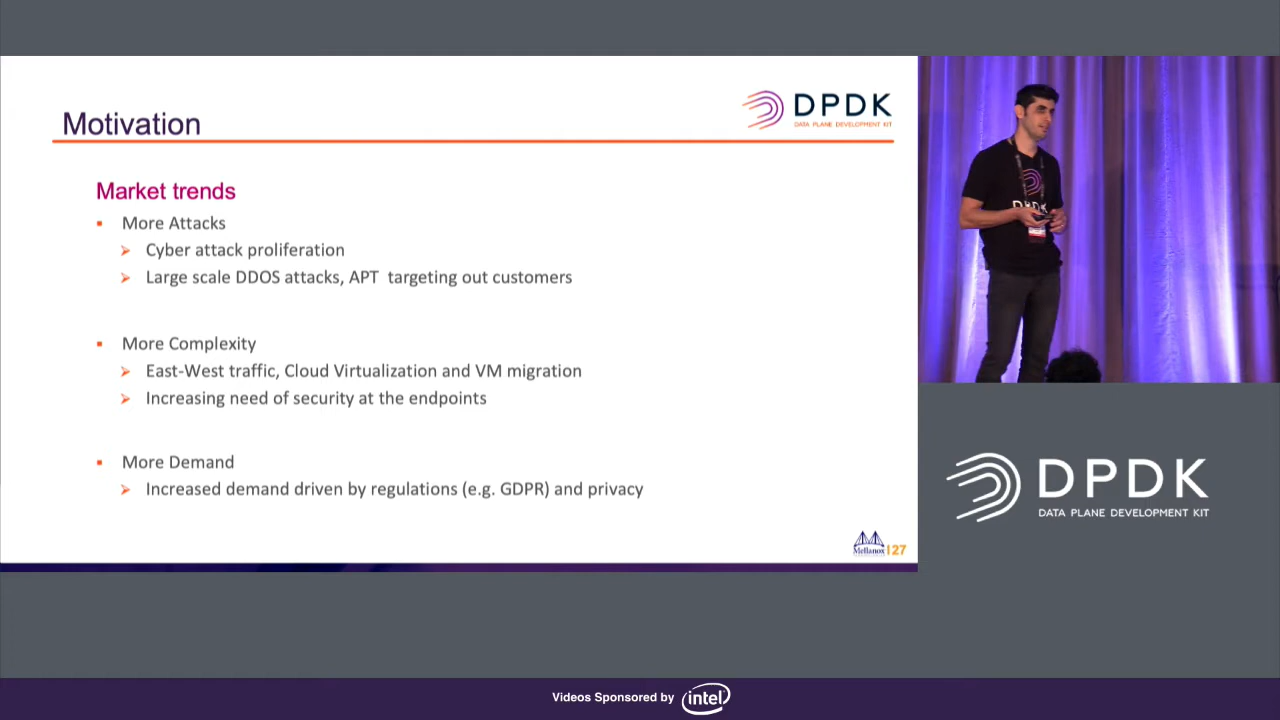 Motivation
DPDK
DATA PLANE DEVELOPMENT KIT
Market trends
More Attacks
Cyber attack proliferation
Large scale DDOS attacks, APT targeting out customers
More Complexity
East-West traffic, Cloud Virtualization and VM migration
Increasing need of security at the endpoints
More Demand
Increased demand driven by regulations (e.g. GDPR) and privacy
Mellanox
27
DPDK
DPDK
DATA PLANE DEVELOPMENT KIT
Videos Sponsored by intel